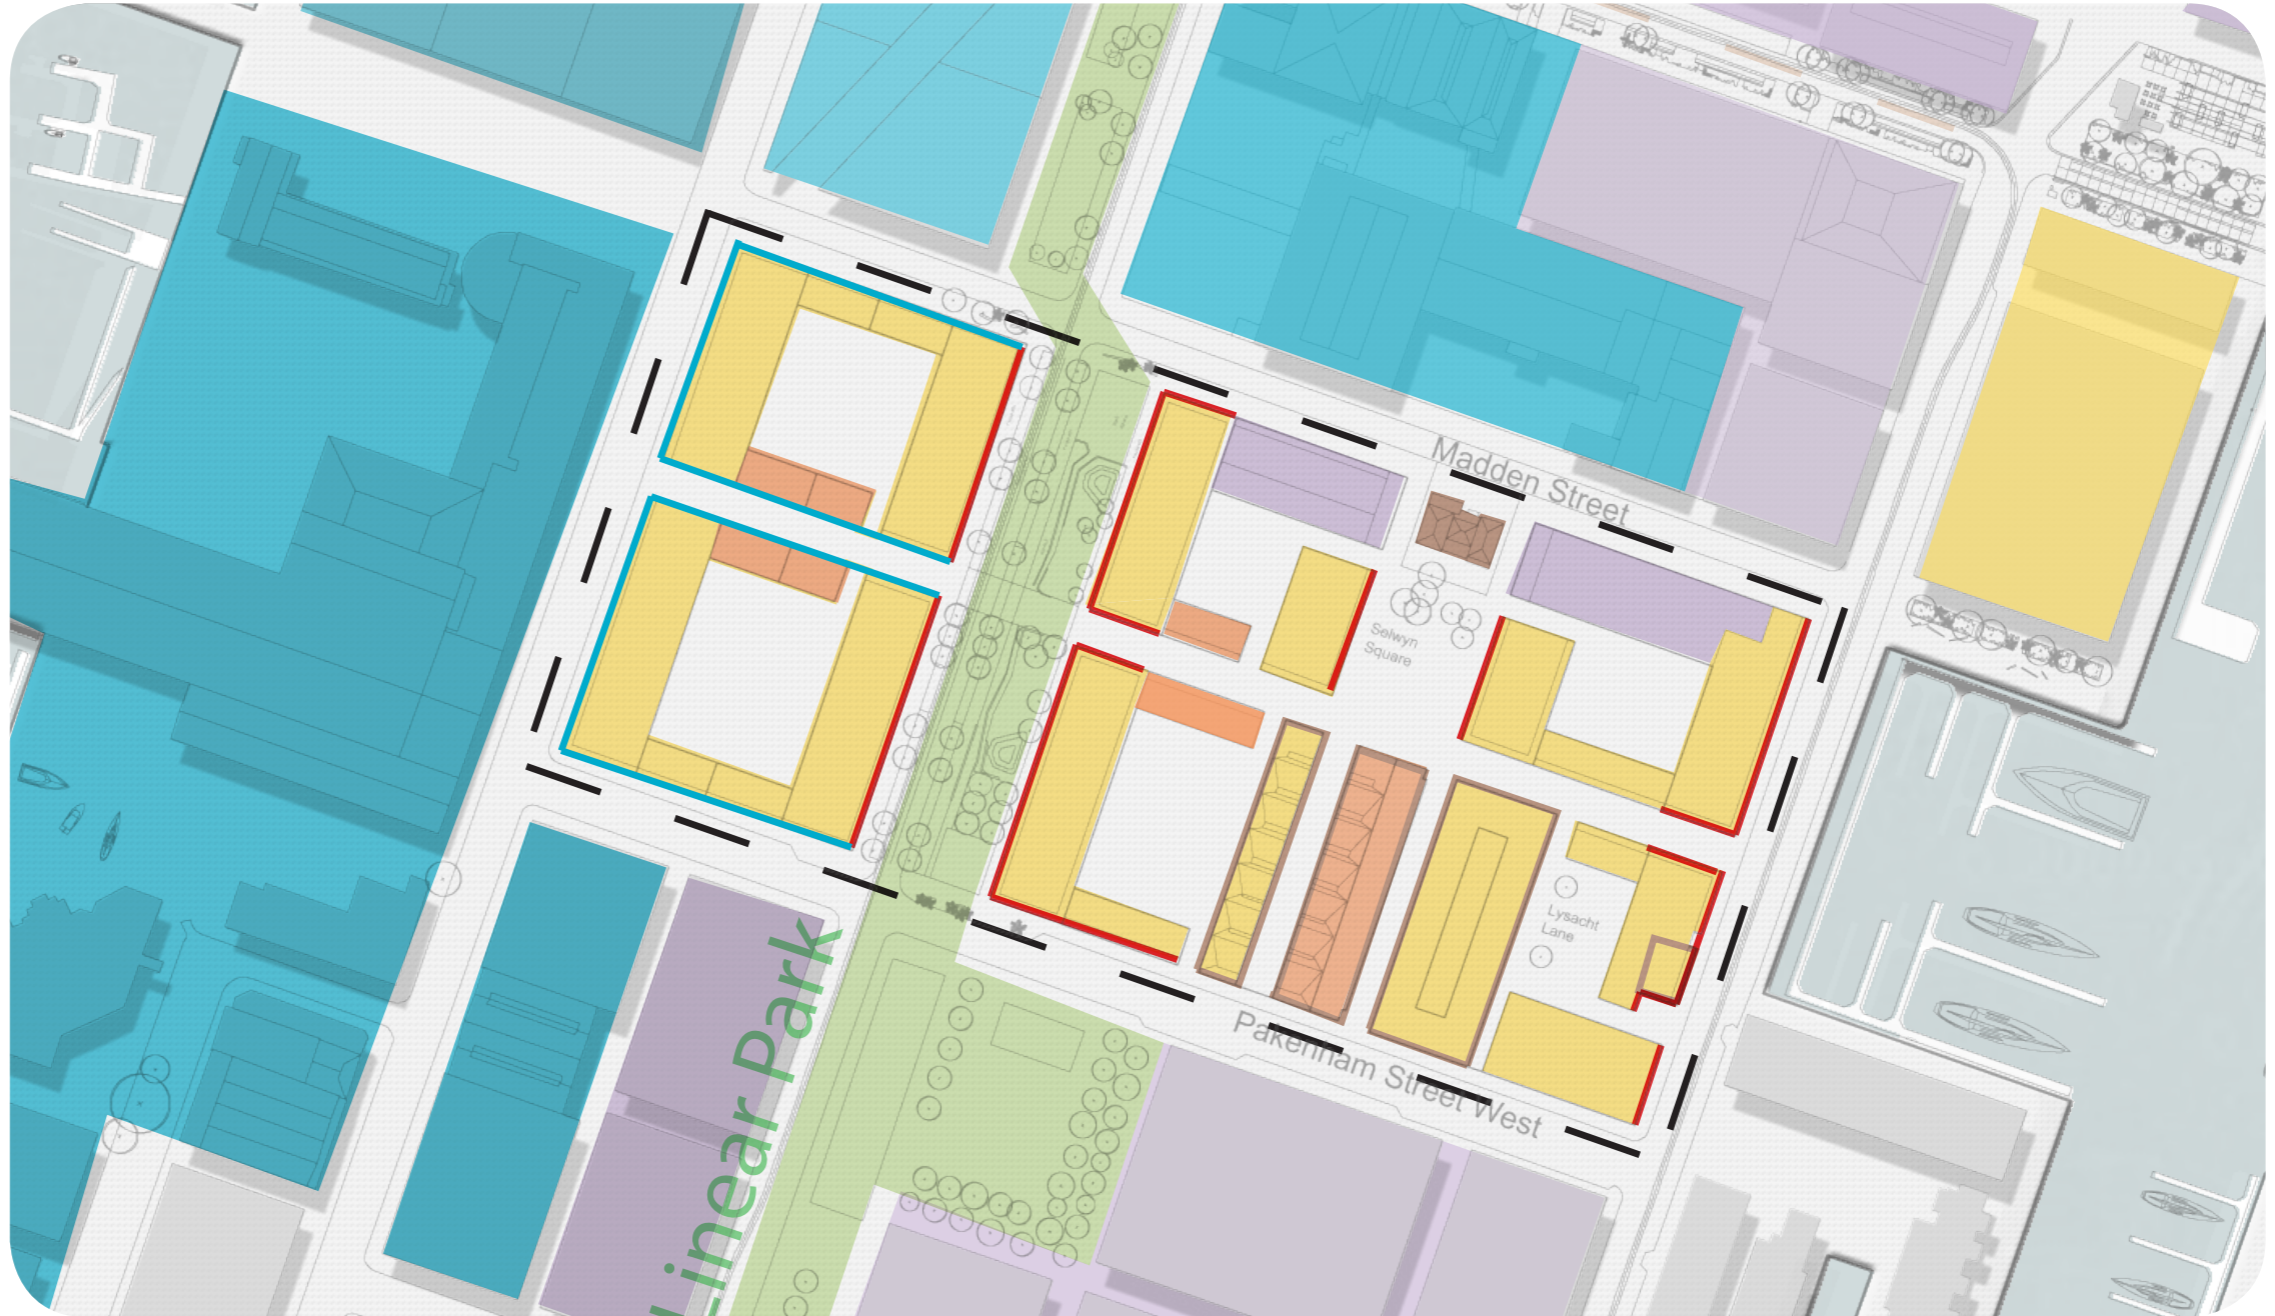 Madden Street
Selwyn
Square
Lysacht
Lane
Pakenham Street West
Linear Park